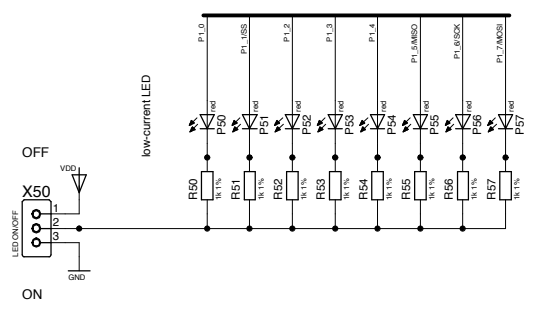 P1_0
P1_1/SS
P1_2
P1_3
P1_4
P1_5/MISO
P1_6/SCK
P1_7/MOSI
low-current LED
red
P50
red
P51
red
P52
red
P53
red
P54
red
P55
red
P56
red
P57
R50
1k 1%
R51
1k 1%
R52
1k 1%
R53
1k 1%
R54
1k 1%
R55
1k 1%
R56
1k 1%
R57
1k 1%
OFF
VDD
X50
LED ON/OFF
1
2
3
GND
ON